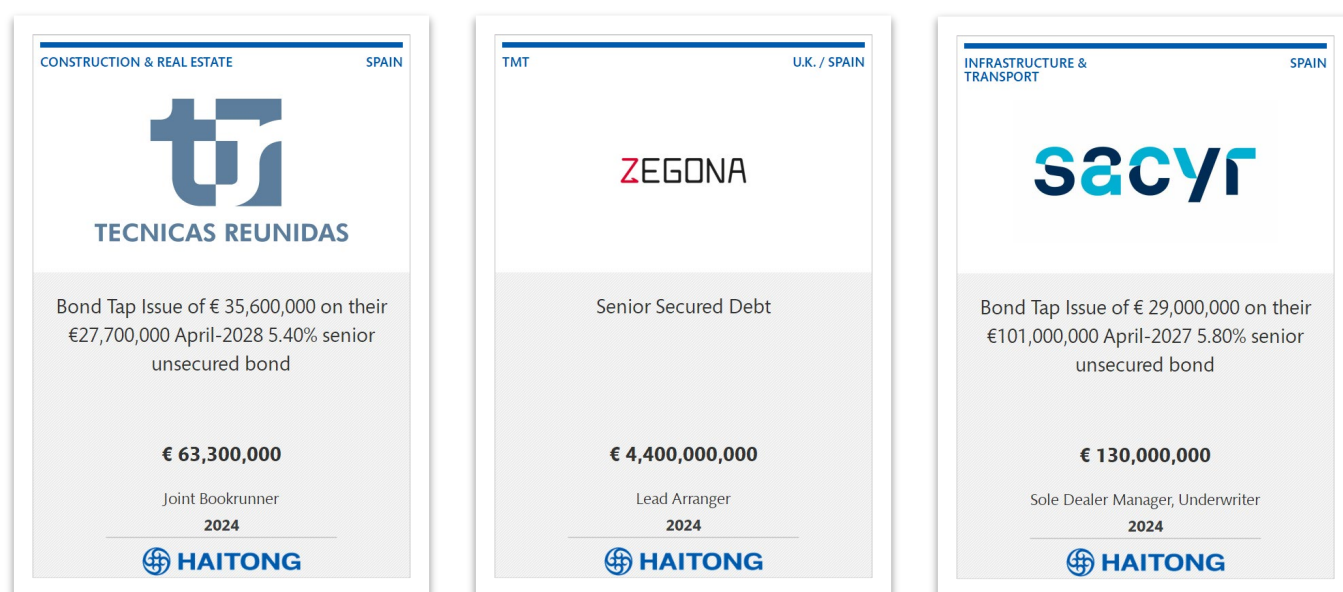 CONSTRUCTION & REAL ESTATE SPAIN
tr
TECNICAS REUNIDAS
Bond Tap Issue of € 35,600,000 on their
€27,700,000 April-2028 5.40% senior
unsecured bond
€ 63,300,000
Joint Bookrunner
2024
HAITONG
TMT U.K. / SPAIN
ZEGONA
Senior Secured Debt
€ 4,400,000,000
Lead Arranger
2024
HAITONG
INFRASTRUCTURE & SPAIN
TRANSPORT
sacyr
Bond Tap Issue of € 29,000,000 on their
€101,000,000 April-2027 5.80% senior
unsecured bond
€ 130,000,000
Sole Dealer Manager, Underwriter
2024
HAITONG